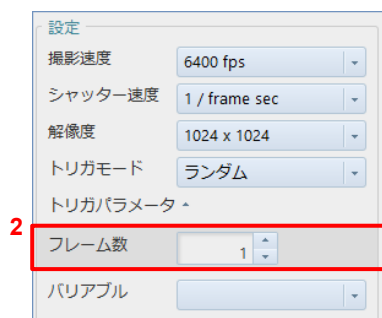 設定
撮影速度 6400 fps
シャッター速度 1 / frame sec
解像度 1024 x 1024
トリガモード ランダム
トリガパラメータ
2 フレーム数 1
バリアブル